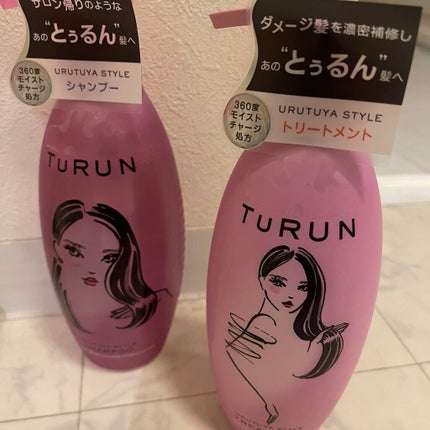 サロン帰りのような
あの“とぅるん”髪へ
360度
モイスト
チャージ
処方
URUTUYA STYLE
シャンプー
TURUN
SHAMPOO
ダメージ髪を濃密補修し
あの“とぅるん”髪へ
360度
モイスト
チャージ
処方
URUTUYA STYLE
トリートメント
TURUN
URUTUYA STYLE